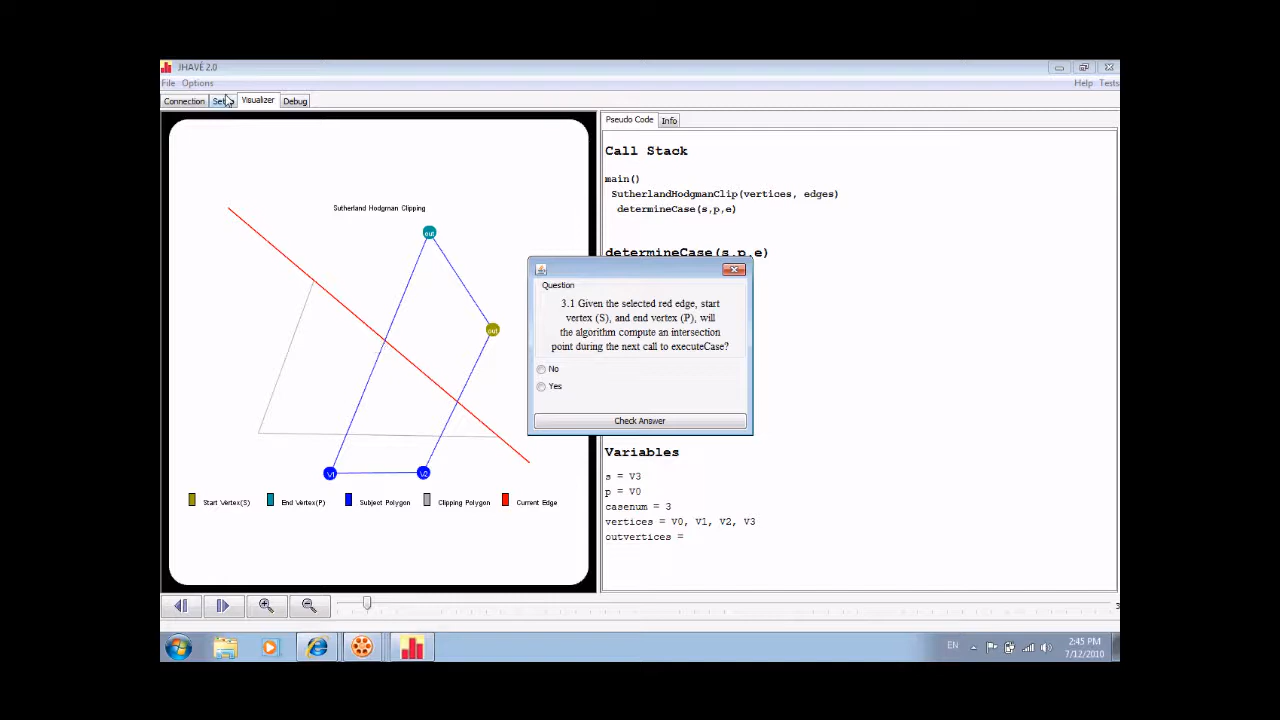 JHAVÉ 2.0
File Options Help Tests
Connection Visualizer Debug
Sutherland Hodgman Clipping
out
out
V1
V2
Start Vertex(S) End Vertex(P) Subject Polygon Clipping Polygon Current Edge
Pseudo Code Info
Call Stack
main()
SutherlandHodgmanClip(vertices, edges)
determineCase(s,p,e)
determineCase(s,p,e)
Question
3.1 Given the selected red edge, start
vertex (S), and end vertex (P), will
the algorithm compute an intersection
point during the next call to executeCase?
No
Yes
Check Answer
Variables
s = V3
p = V0
casenum = 3
vertices = V0, V1, V2, V3
outvertices =
3
EN
2:45 PM
7/12/2010